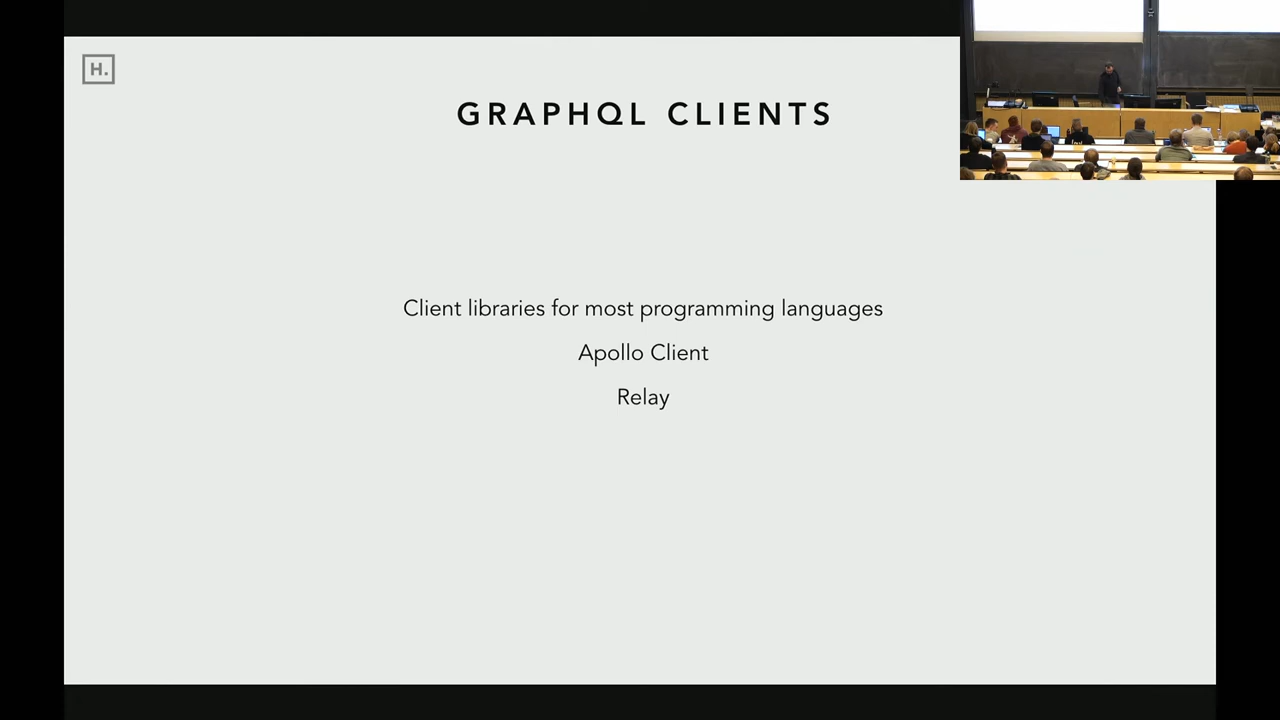 H.
GRAPHQL CLIENTS
Client libraries for most programming languages
Apollo Client
Relay